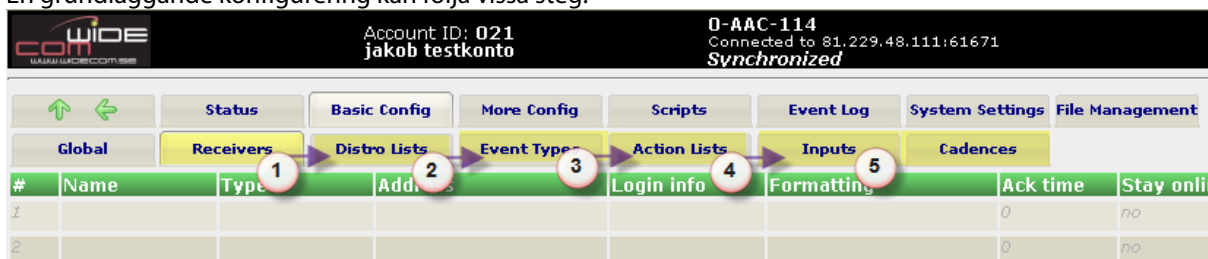 En grundläggande konfigurering kan följa vissa steg:
WIDE
COM
WWW.WIDECOM.SE
Account ID: 021
jakob testkonto
O-AAC-114
Connected to 81.229.48.111:61671
Synchronized
Status Basic Config More Config Scripts Event Log System Settings File Management
Global Receivers Distro Lists Event Types Action Lists Inputs Cadences
1 2 3 4 5
# Name Type Address Login info Formatting Ack time Stay onli
1 0 no
2 0 no